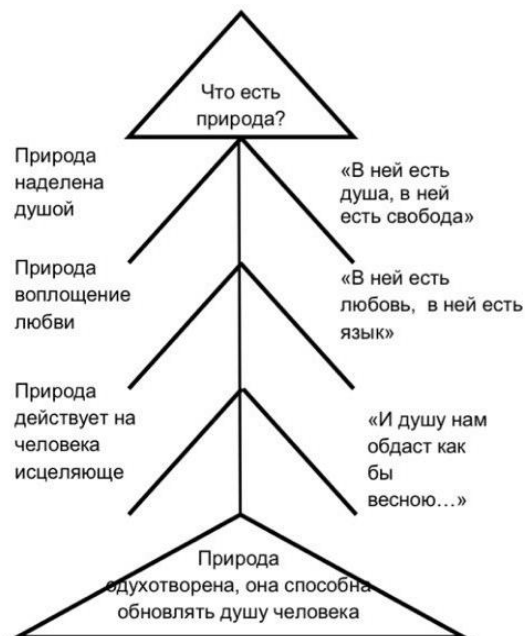 Что есть
природа?
Природа
наделена
душой
«В ней есть
душа, в ней
есть свобода»
Природа
воплощение
любви
«В ней есть
любовь, в ней есть
язык»
Природа
действует на
человека
исцеляюще
«И душу нам
обдаст как
бы
весною…»
Природа
одухотворена, она способна
обновлять душу человека